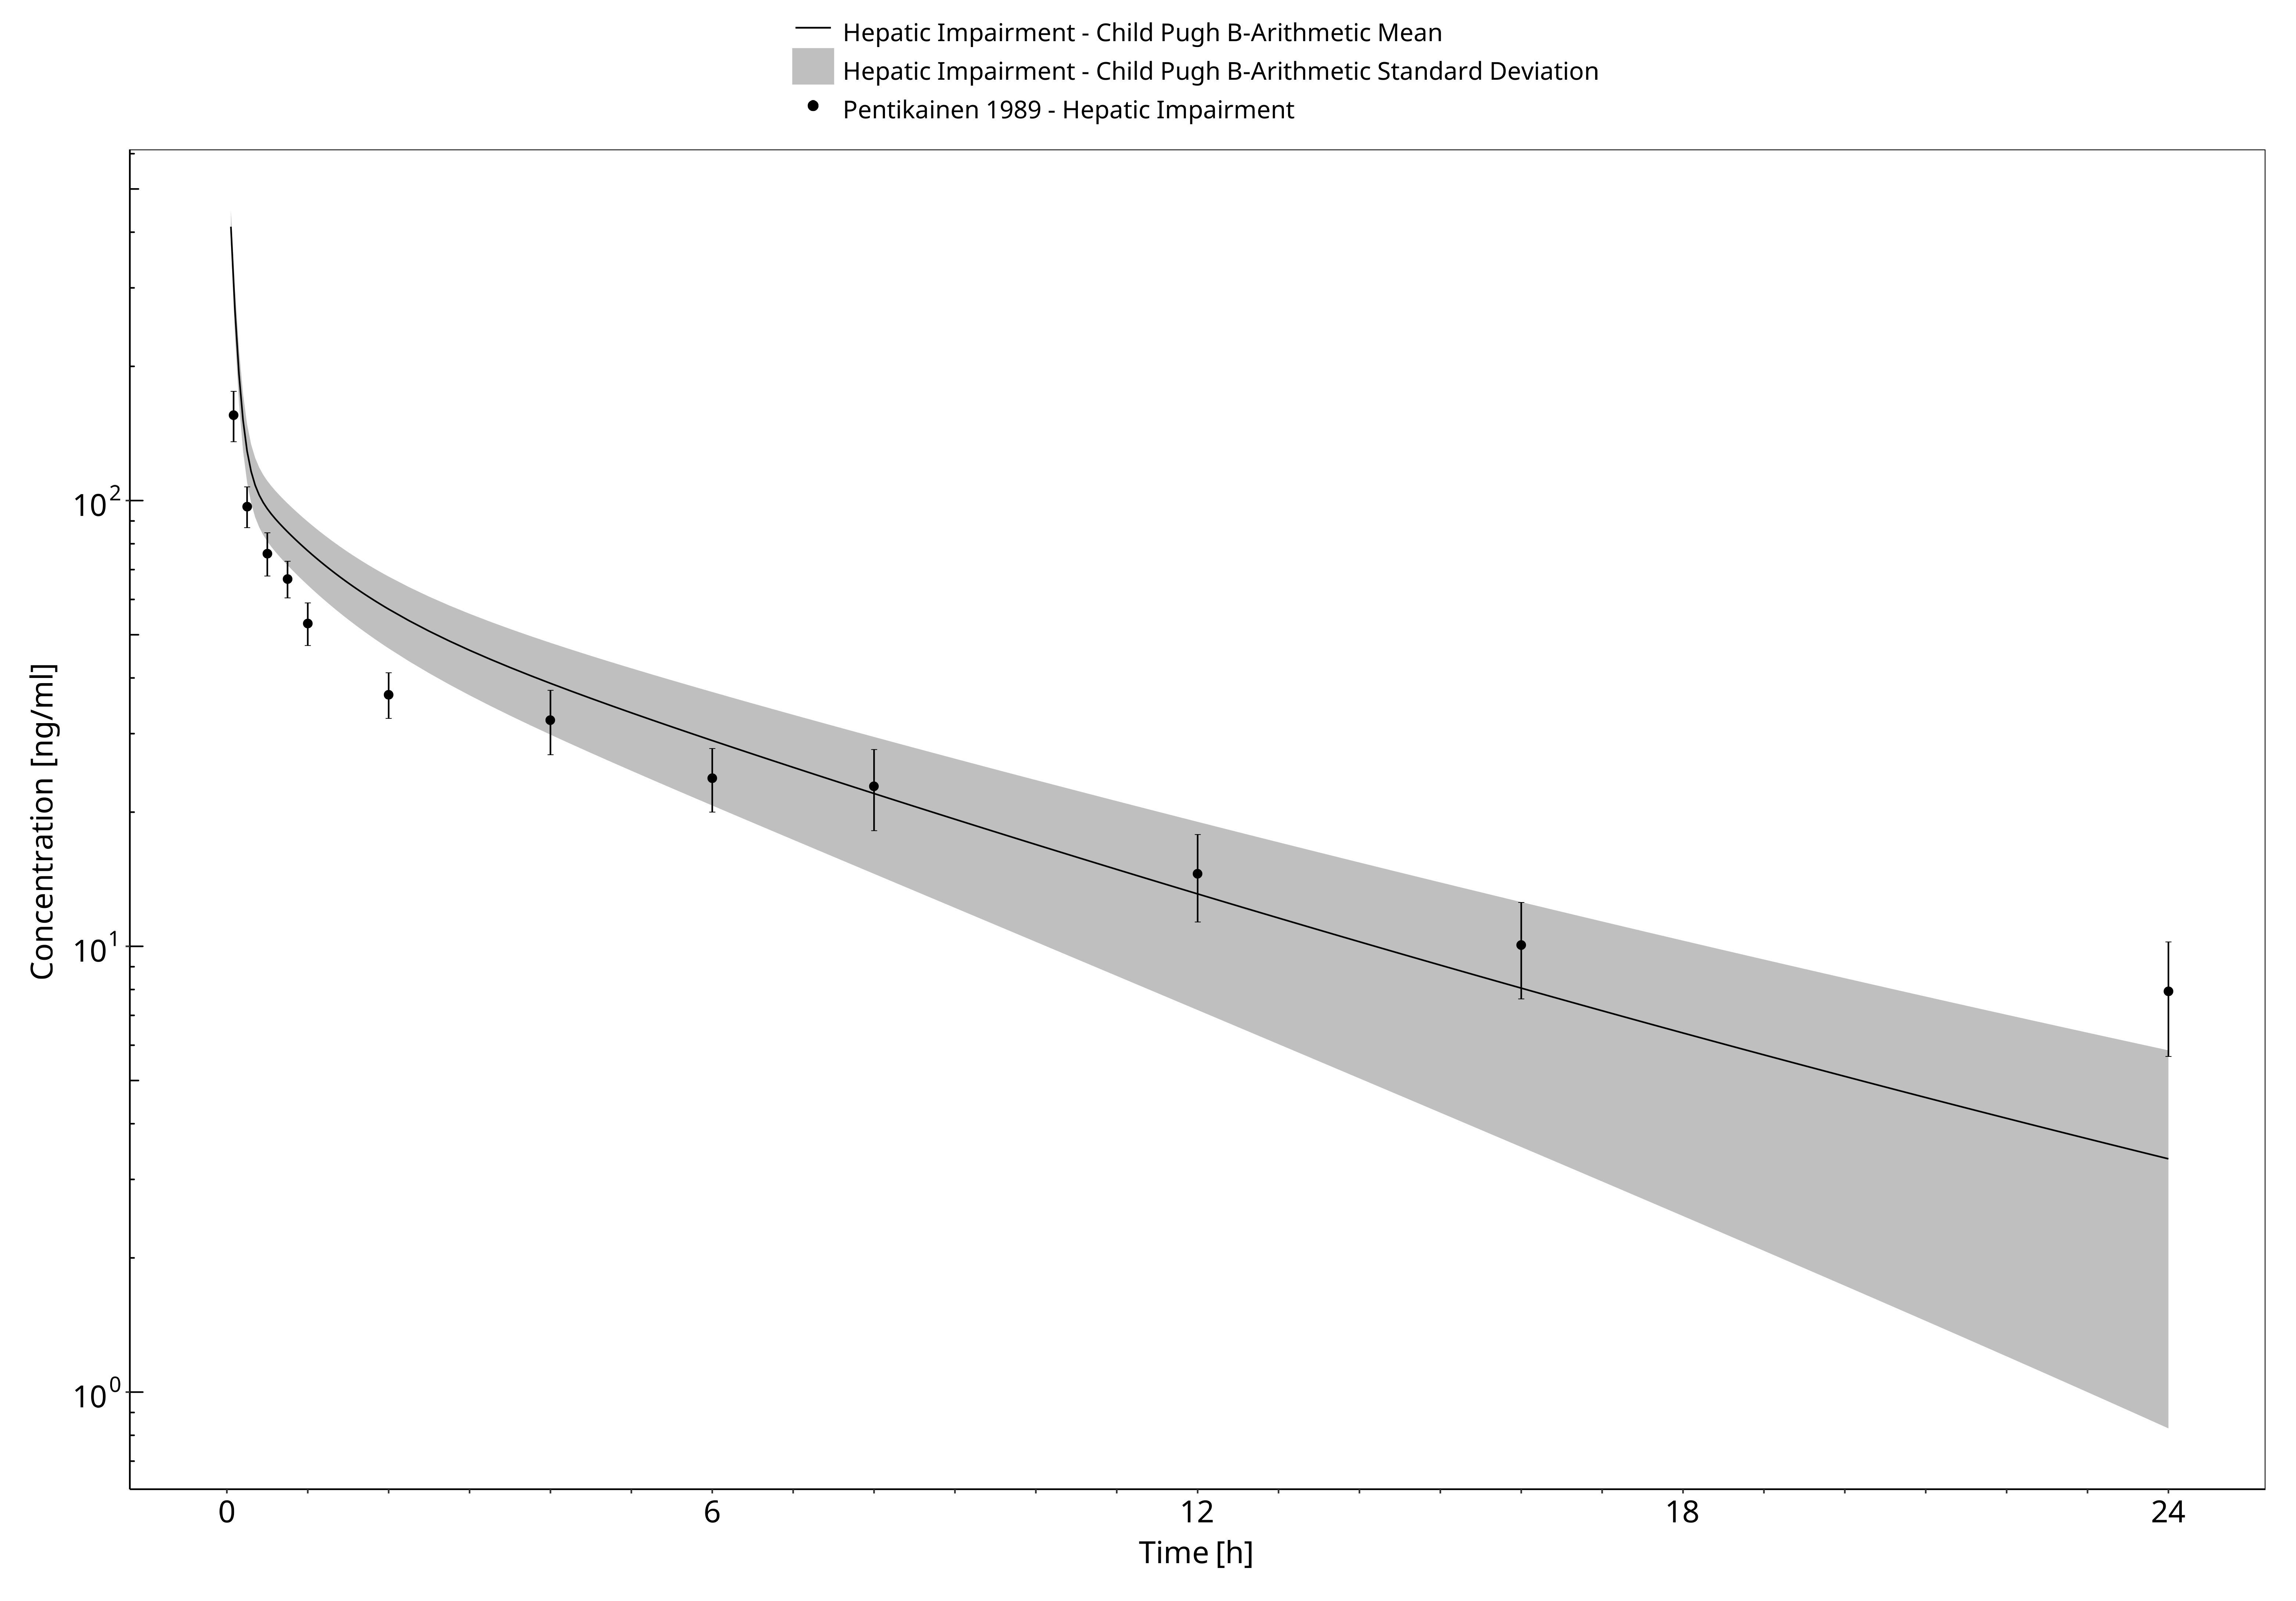 Hepatic Impairment - Child Pugh B-Arithmetic Mean
Hepatic Impairment - Child Pugh B-Arithmetic Standard Deviation
Pentikainen 1989 - Hepatic Impairment
Concentration [ng/ml]
10²
10¹
10⁰
0 6 12 18 24
Time [h]